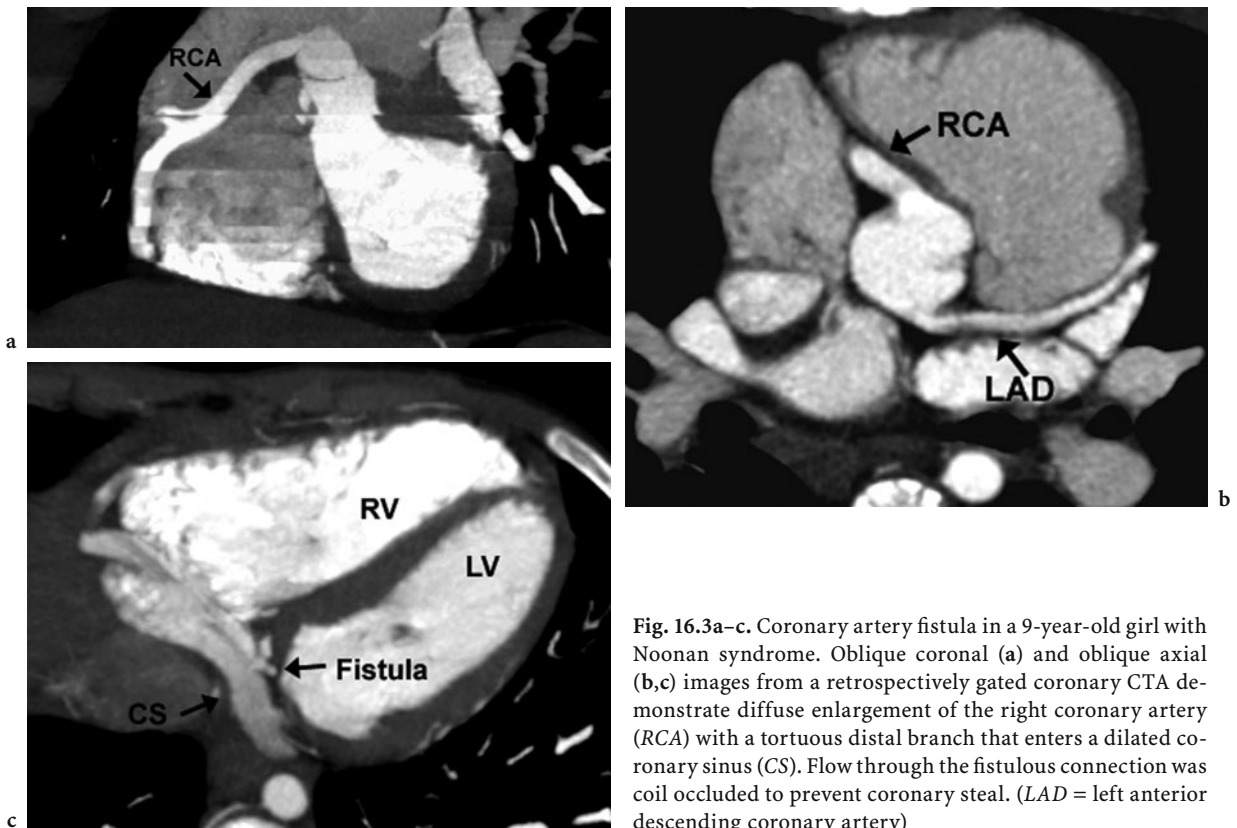 RCA
a
RCA
LAD
b
RV
LV
Fistula
CS
c
Fig. 16.3a–c. Coronary artery fistula in a 9-year-old girl with
Noonan syndrome. Oblique coronal (a) and oblique axial
(b,c) images from a retrospectively gated coronary CTA de-
monstrate diffuse enlargement of the right coronary artery
(RCA) with a tortuous distal branch that enters a dilated co-
ronary sinus (CS). Flow through the fistulous connection was
coil occluded to prevent coronary steal. (LAD = left anterior
descending coronary artery)